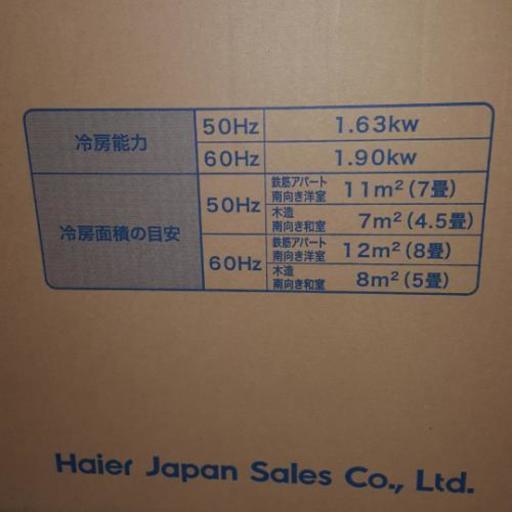 冷房能力 50Hz 1.63kw
60Hz 1.90kw
冷房面積の目安 50Hz 鉄筋アパート 南向き洋室 11m²(7畳)
木造 南向き和室 7m²(4.5畳)
60Hz 鉄筋アパート 南向き洋室 12m²(8畳)
木造 南向き和室 8m²(5畳)
Haier Japan Sales Co., Ltd.